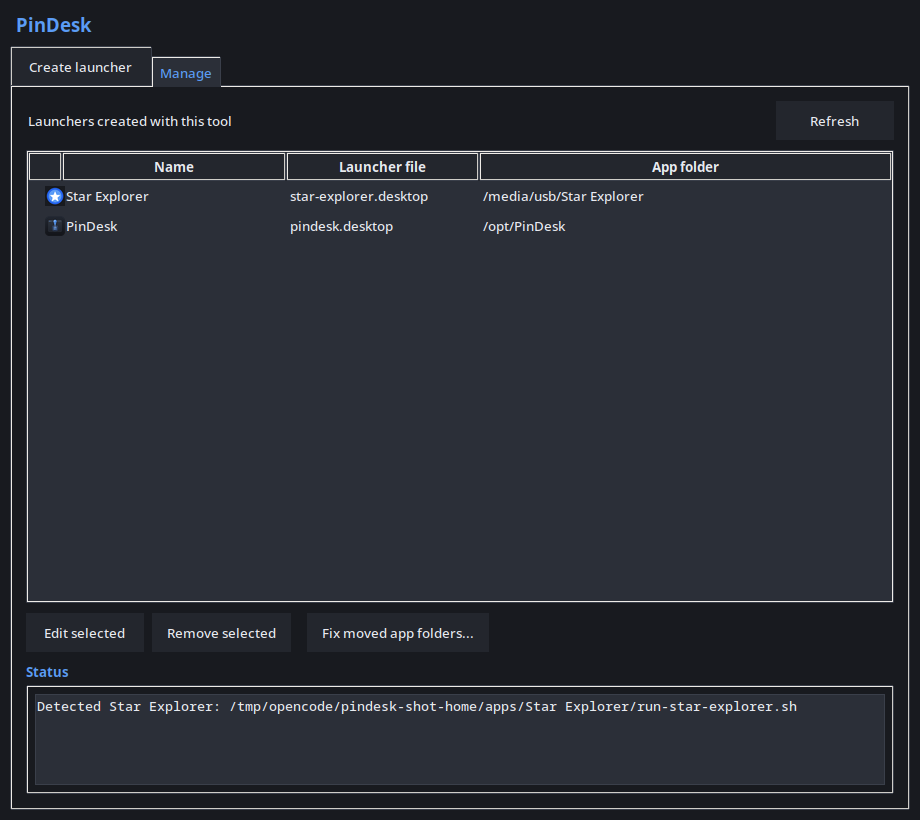 PinDesk
Create launcher
Manage
Launchers created with this tool
Refresh
Name Launcher file App folder
Star Explorer star-explorer.desktop /media/usb/Star Explorer
PinDesk pindesk.desktop /opt/PinDesk
Edit selected Remove selected Fix moved app folders...
Status
Detected Star Explorer: /tmp/opencode/pindesk-shot-home/apps/Star Explorer/run-star-explorer.sh